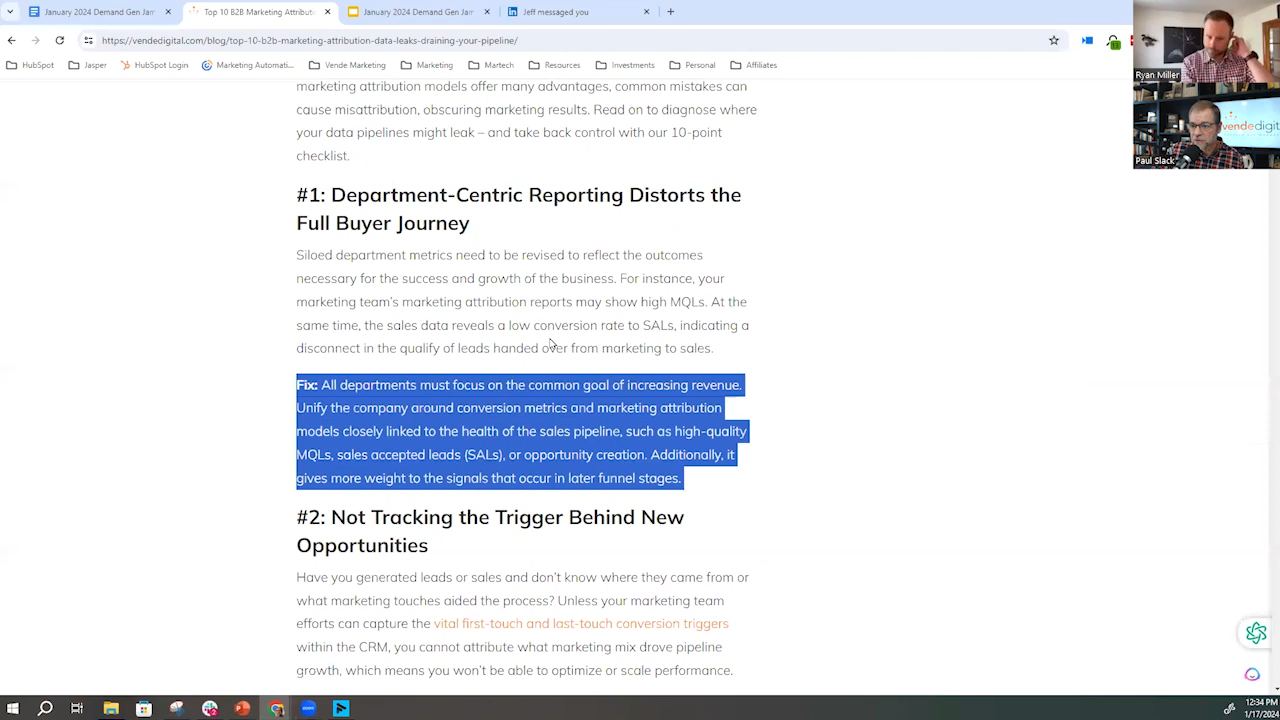 January 2024 Demand Gen Jam
Top 10 B2B Marketing Attribut
January 2024 Demand Gen Jam
Jeff messaged you
https://vendedigital.com/blog/top-10-b2b-marketing-attribution-data-leaks-draining-your-pipeline/
HubSpot
Jasper
HubSpot Login
Marketing Automati...
Vende Marketing
Marketing
Martech
Resources
Investments
Personal
Affiliates
11
Ryan Miller
vendedigit
Paul Slack
marketing attribution models offer many advantages, common mistakes can
cause misattribution, obscuring marketing results. Read on to diagnose where
your data pipelines might leak – and take back control with our 10-point
checklist.
#1: Department-Centric Reporting Distorts the
Full Buyer Journey
Siloed department metrics need to be revised to reflect the outcomes
necessary for the success and growth of the business. For instance, your
marketing team's marketing attribution reports may show high MQLs. At the
same time, the sales data reveals a low conversion rate to SALs, indicating a
disconnect in the qualify of leads handed over from marketing to sales.
Fix: All departments must focus on the common goal of increasing revenue.
Unify the company around conversion metrics and marketing attribution
models closely linked to the health of the sales pipeline, such as high-quality
MQLs, sales accepted leads (SALs), or opportunity creation. Additionally, it
gives more weight to the signals that occur in later funnel stages.
#2: Not Tracking the Trigger Behind New
Opportunities
Have you generated leads or sales and don't know where they came from or
what marketing touches aided the process? Unless your marketing team
efforts can capture the vital first-touch and last-touch conversion triggers
within the CRM, you cannot attribute what marketing mix drove pipeline
growth, which means you won't be able to optimize or scale performance.
12:34 PM
1/17/2024